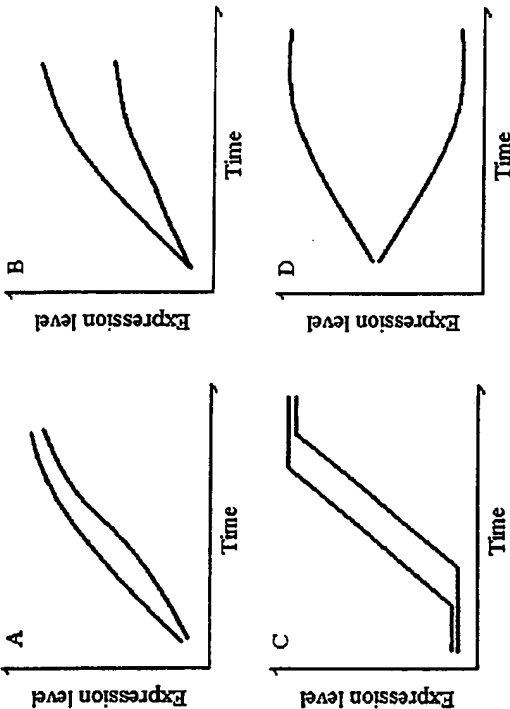 A
Expression level
Time
B
Expression level
Time
C
Expression level
Time
D
Expression level
Time